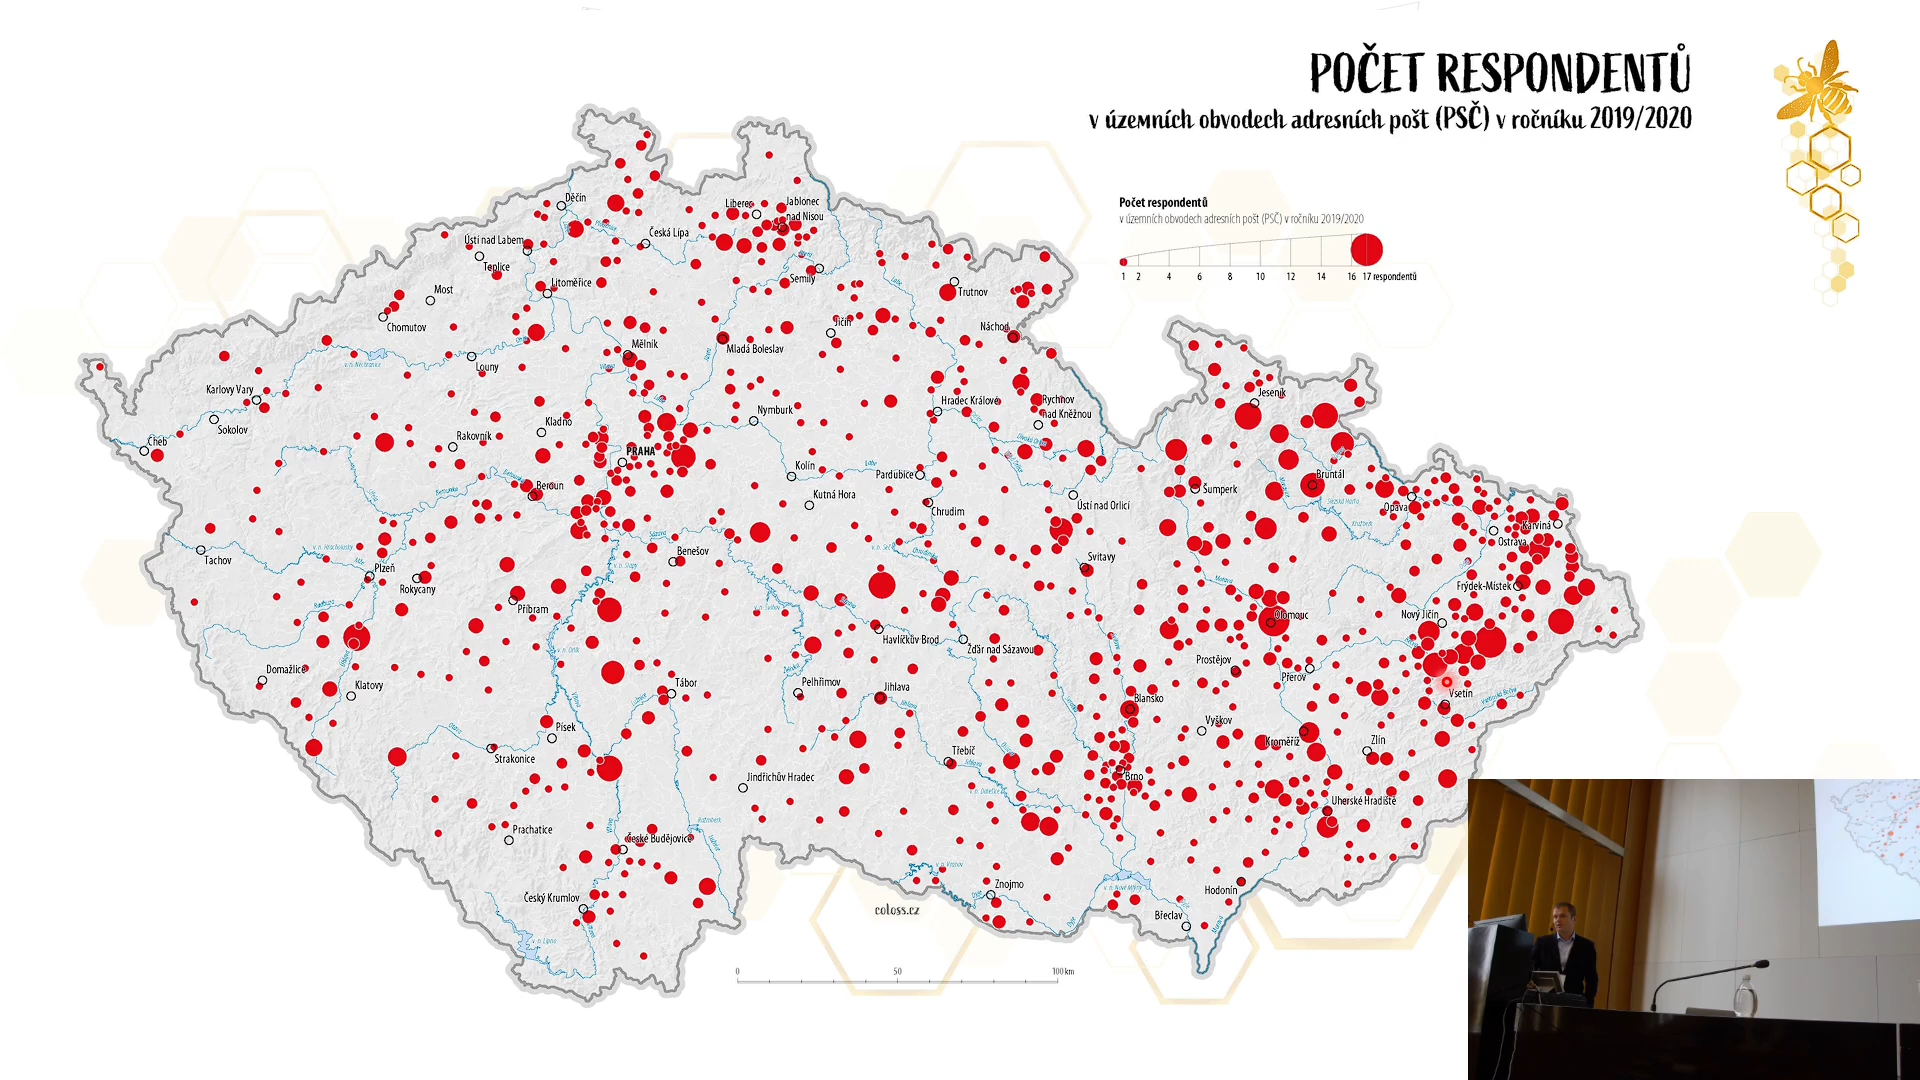 POČET RESPONDENTŮ
v územních obvodech adresních pošt (PSČ) v ročníku 2019/2020
Počet respondentů
v územních obvodech adresních pošt (PSČ) v ročníku 2019/2020
1 2 4 6 8 10 12 14 16 17 respondentů
Děčín
Liberec
Jablonec
nad Nisou
Ústí nad Labem
Česká Lípa
Teplice
Semily
Litoměřice
Most
Trutnov
Chomutov
Jičín
Náchod
Mělník
Mladá Boleslav
Louny
Karlovy Vary
Jeseník
Rychnov
nad Kněžnou
Hradec Králové
Nymburk
Sokolov
Kladno
Cheb
Rakovník
PRAHA
Kolín
Pardubice
Bruntál
Beroun
Šumperk
Kutná Hora
Ústí nad Orlicí
Opava
Chrudim
Karviná
Ostrava
Benešov
Tachov
Svitavy
Plzeň
Rokycany
Frýdek-Místek
Příbram
Olomouc
Nový Jičín
Havlíčkův Brod
Žďár nad Sázavou
Prostějov
Domažlice
Přerov
Klatovy
Tábor
Pelhřimov
Jihlava
Vsetín
Blansko
Vyškov
Písek
Kroměříž
Zlín
Strakonice
Třebíč
Jindřichův Hradec
Brno
Uherské Hradiště
Prachatice
České Budějovice
Znojmo
Hodonín
Český Krumlov
Břeclav
coloss.cz
0 50 100 km